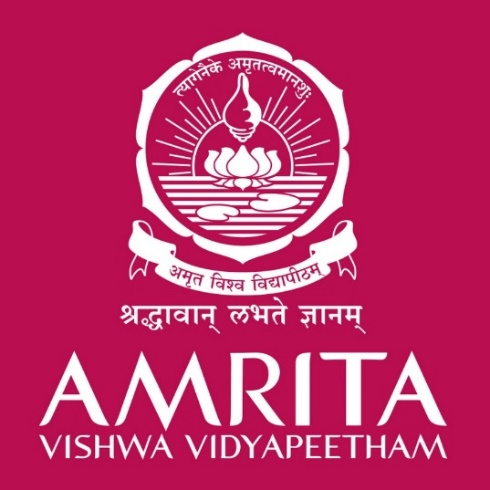 त्यागेनैके अमृतत्वमानशुः
अमृत विश्व विद्यापीठम्
श्रद्धावान् लभते ज्ञानम्
AMRITA
VISHWA VIDYAPEETHAM